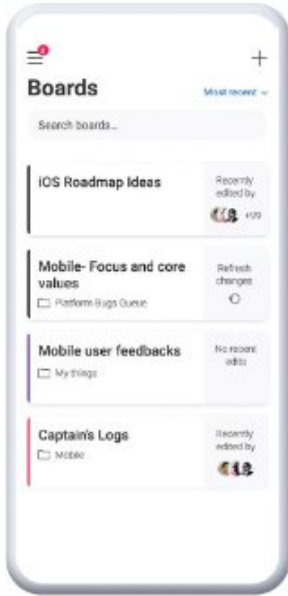 Boards
Most recent
Search boards...
iOS Roadmap Ideas
Recently
edited by
Mobile- Focus and core
values
Platform Bugs Queue
Refresh
changes
Mobile user feedbacks
My things
No recent
edits
Captain's Logs
Mobile
Recently
edited by